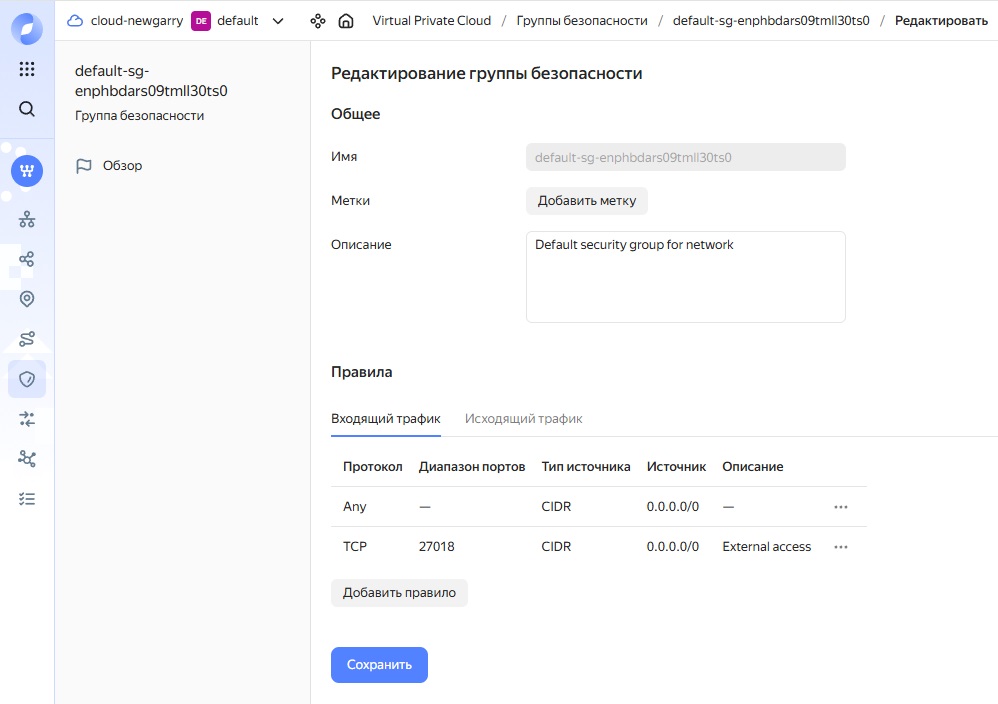 cloud-newgarry DE default Virtual Private Cloud / Группы безопасности / default-sg-enphbdars09tmll30ts0 / Редактировать
default-sg-
enphbdars09tmll30ts0
Группа безопасности
Обзор
Редактирование группы безопасности
Общее
Имя default-sg-enphbdars09tmll30ts0
Метки Добавить метку
Описание Default security group for network
Правила
Входящий трафик Исходящий трафик
Протокол Диапазон портов Тип источника Источник Описание
Any — CIDR 0.0.0.0/0 —
TCP 27018 CIDR 0.0.0.0/0 External access
Добавить правило
Сохранить